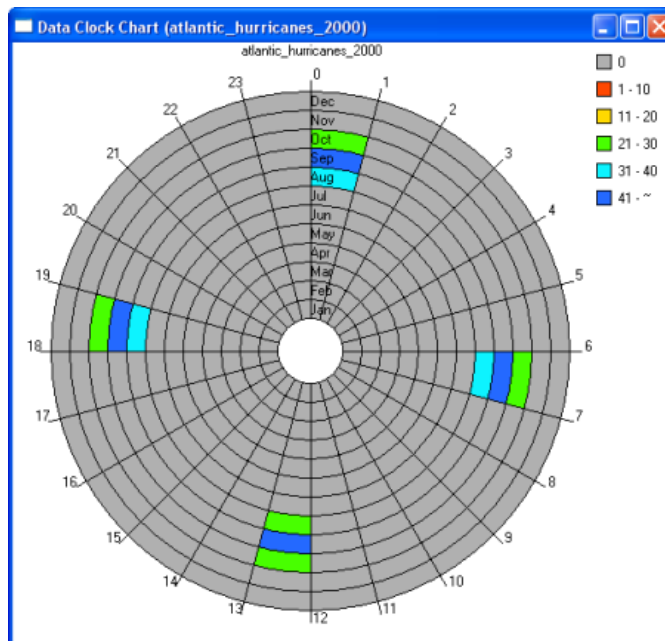 Data Clock Chart (atlantic_hurricanes_2000)
atlantic_hurricanes_2000
0
1
2
3
4
5
6
7
8
9
10
11
12
13
14
15
16
17
18
19
20
21
22
23
Dec
Nov
Oct
Sep
Aug
Jul
Jun
May
Apr
Mar
Feb
Jan
0
1 - 10
11 - 20
21 - 30
31 - 40
41 - ~